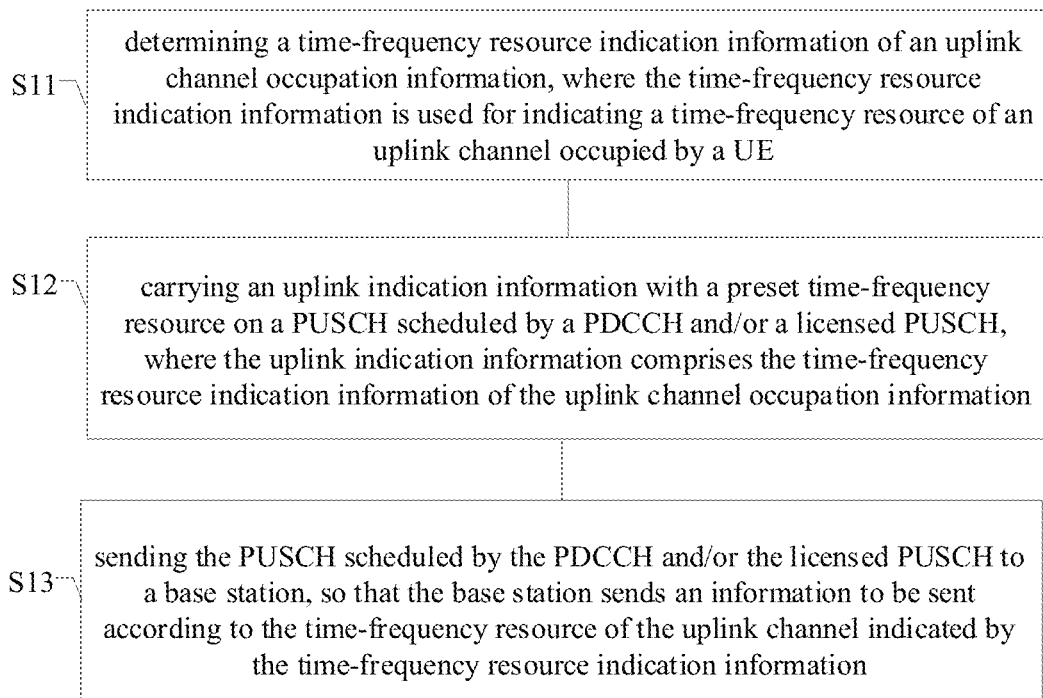 S11
determining a time-frequency resource indication information of an uplink
channel occupation information, where the time-frequency resource
indication information is used for indicating a time-frequency resource of an
uplink channel occupied by a UE
S12
carrying an uplink indication information with a preset time-frequency
resource on a PUSCH scheduled by a PDCCH and/or a licensed PUSCH,
where the uplink indication information comprises the time-frequency
resource indication information of the uplink channel occupation information
S13
sending the PUSCH scheduled by the PDCCH and/or the licensed PUSCH to
a base station, so that the base station sends an information to be sent
according to the time-frequency resource of the uplink channel indicated by
the time-frequency resource indication information